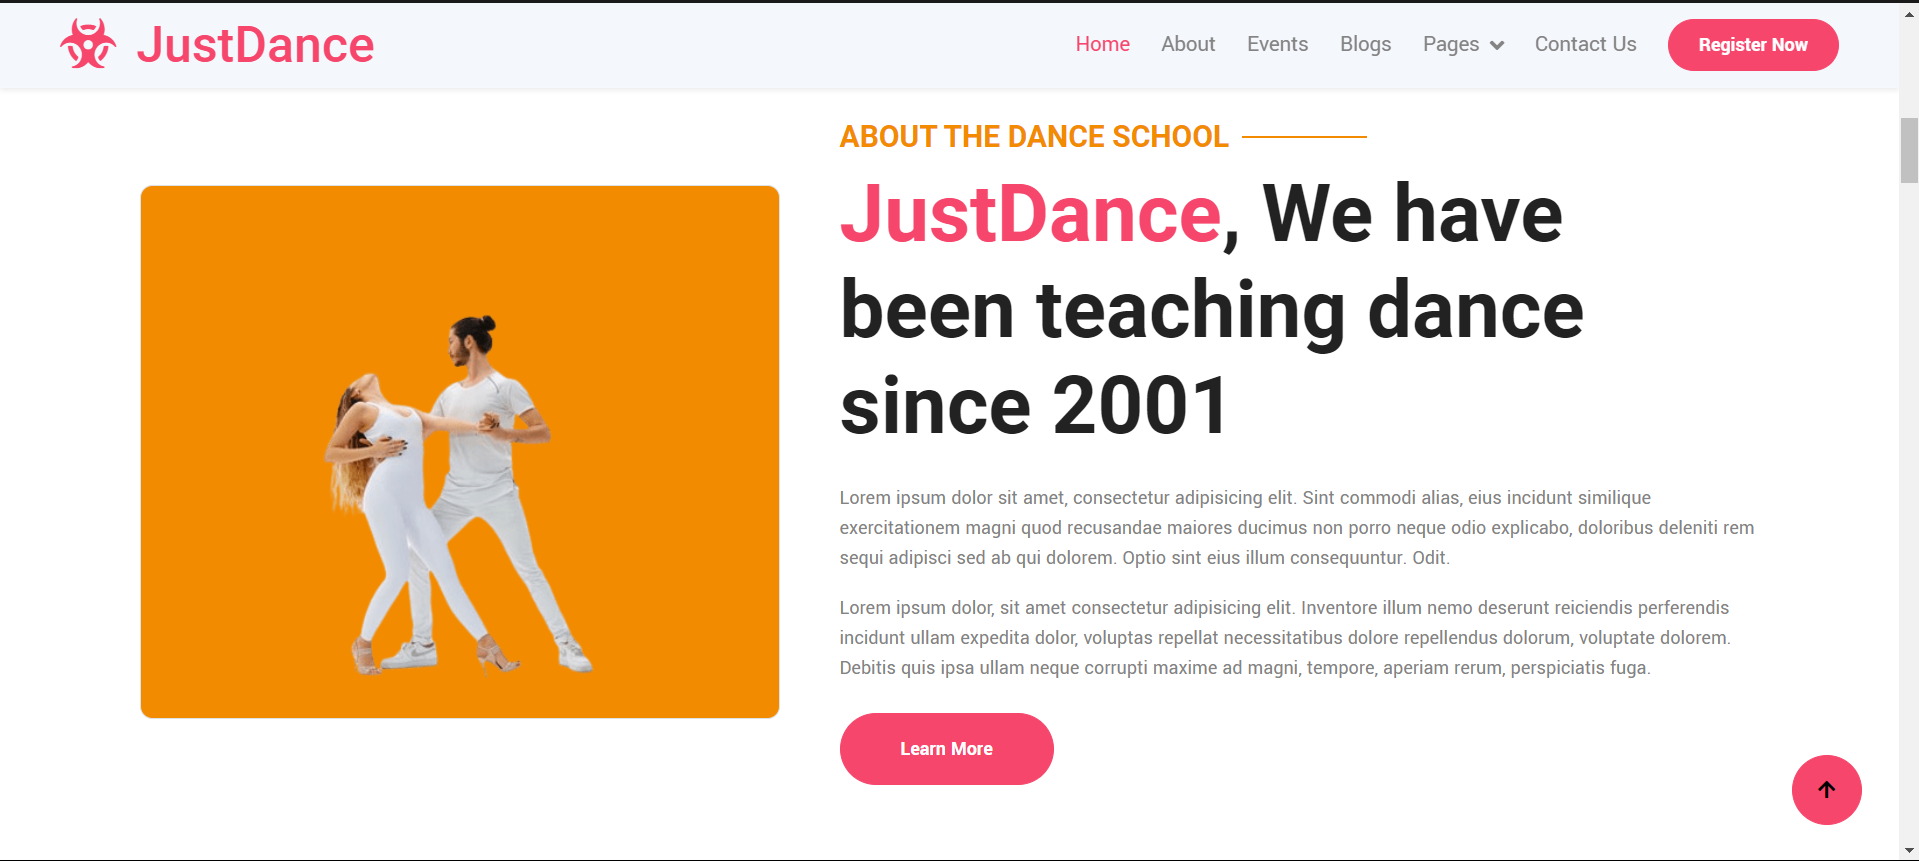 JustDance
Home
About
Events
Blogs
Pages
Contact Us
Register Now
ABOUT THE DANCE SCHOOL
JustDance, We have
been teaching dance
since 2001
Lorem ipsum dolor sit amet, consectetur adipisicing elit. Sint commodi alias, eius incidunt similique
exercitationem magni quod recusandae maiores ducimus non porro neque odio explicabo, doloribus deleniti rem
sequi adipisci sed ab qui dolorem. Optio sint eius illum consequuntur. Odit.
Lorem ipsum dolor, sit amet consectetur adipisicing elit. Inventore illum nemo deserunt reiciendis perferendis
incidunt ullam expedita dolor, voluptas repellat necessitatibus dolore repellendus dolorum, voluptate dolorem.
Debitis quis ipsa ullam neque corrupti maxime ad magni, tempore, aperiam rerum, perspiciatis fuga.
Learn More